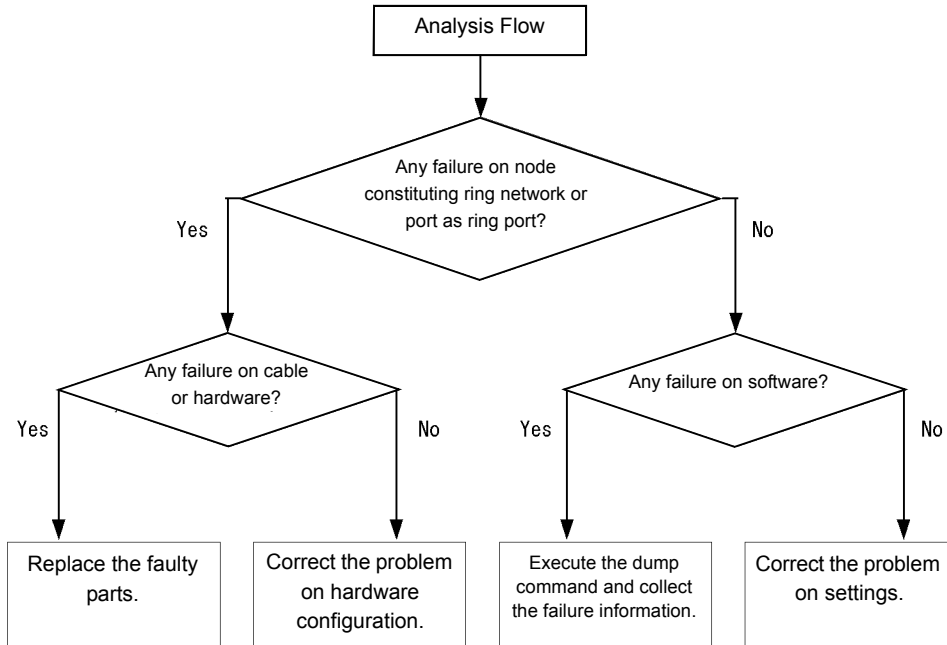 Analysis Flow
Any failure on node
constituting ring network or
port as ring port?
Yes
No
Any failure on cable
or hardware?
Any failure on software?
Yes
No
Yes
No
Replace the faulty
parts.
Correct the problem
on hardware
configuration.
Execute the dump
command and collect
the failure information.
Correct the problem
on settings.